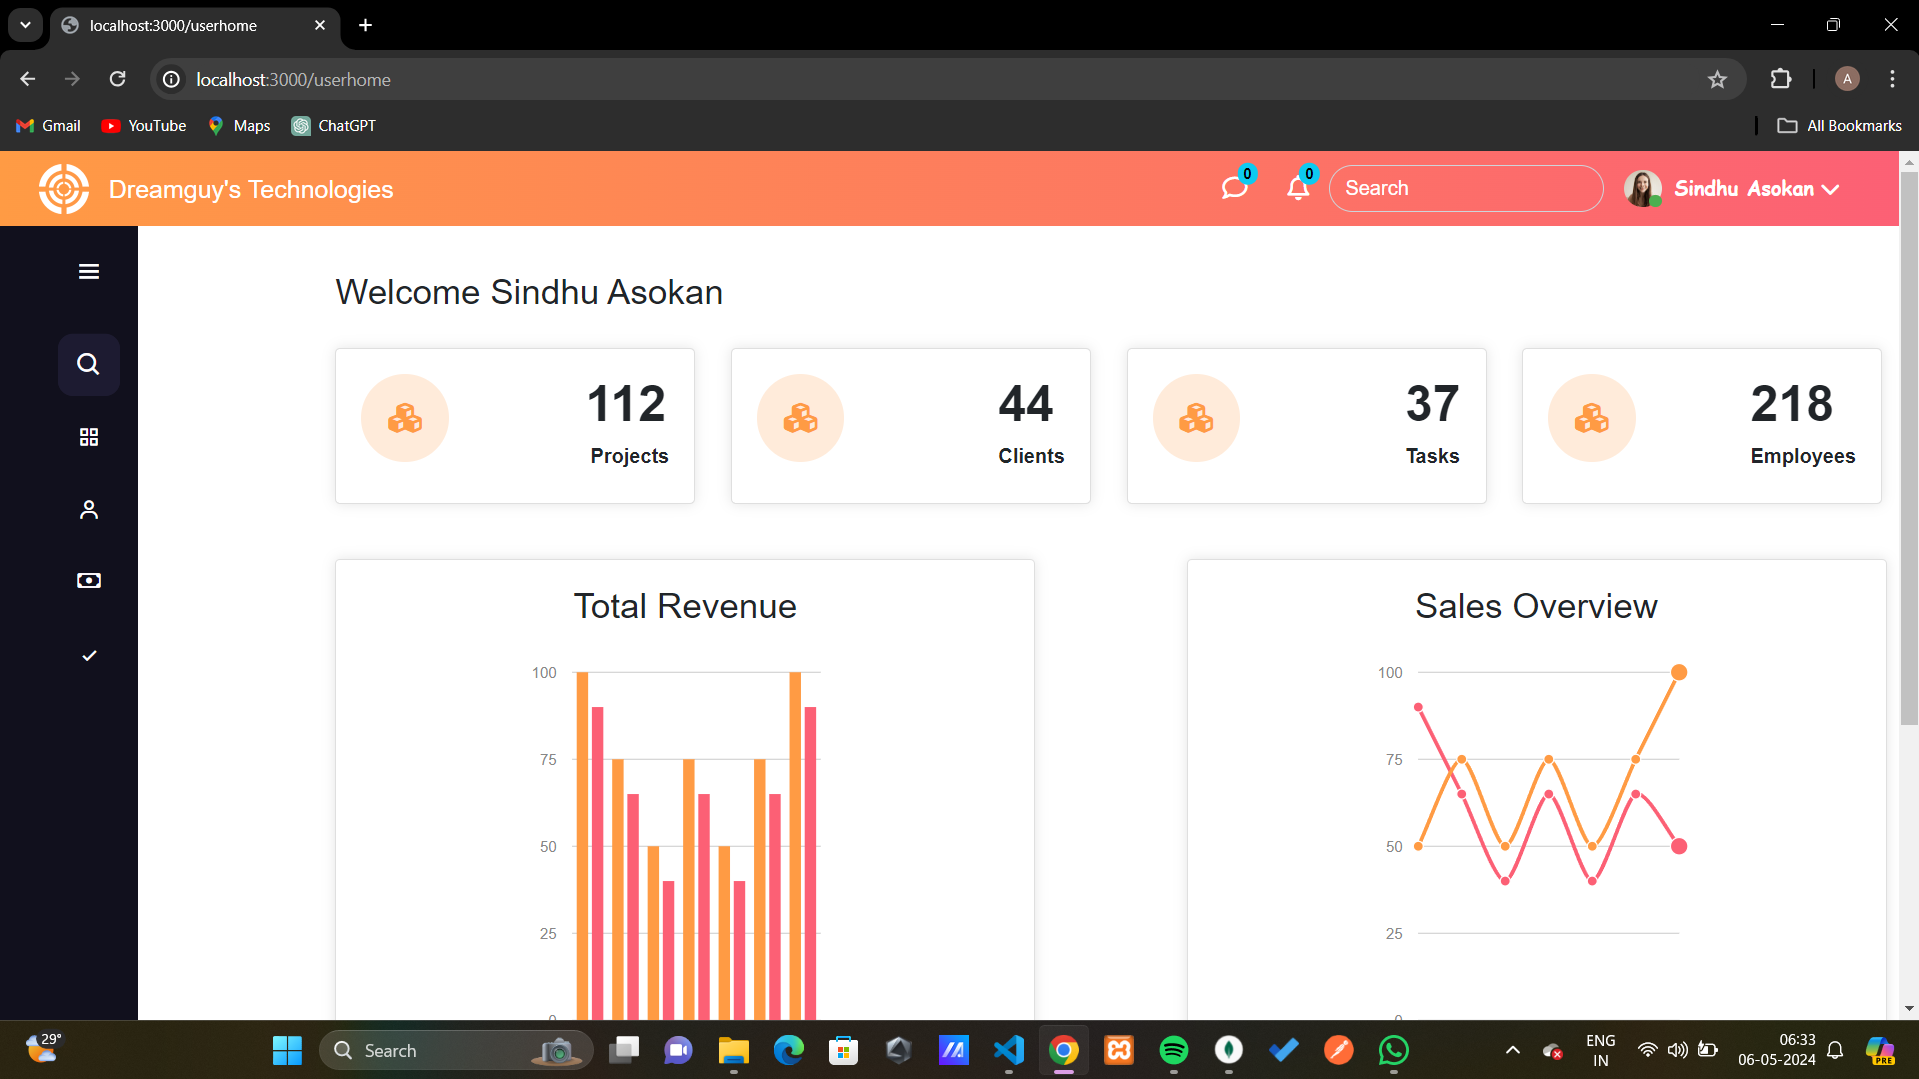 localhost:3000/userhome
localhost:3000/userhome
A
Gmail
YouTube
Maps
ChatGPT
All Bookmarks
Dreamguy's Technologies
0
0
Search
Sindhu Asokan
Welcome Sindhu Asokan
112
Projects
44
Clients
37
Tasks
218
Employees
Total Revenue
100
75
50
25
0
Sales Overview
100
75
50
25
0
29°
Search
ENG
IN
06:33
06-05-2024
PRE